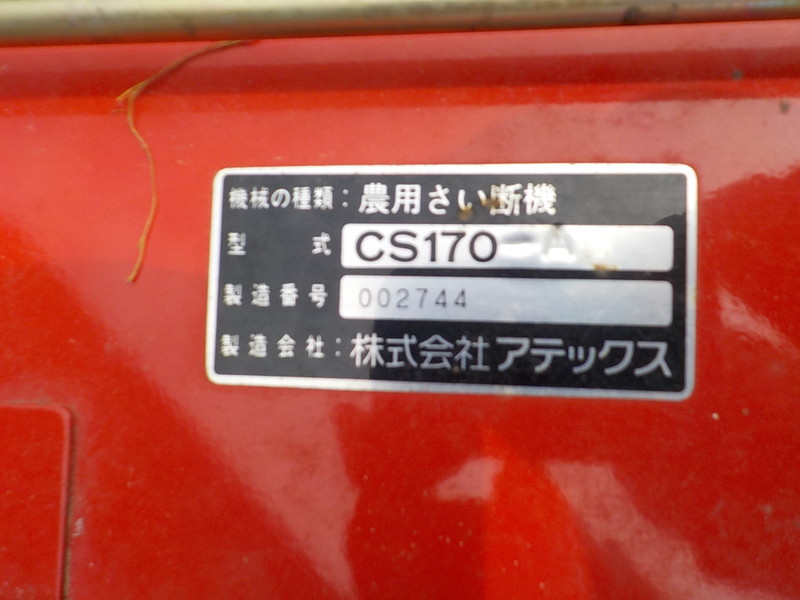 機械の種類：農用さい断機
型式 CS170-A
製造番号 002744
製造会社：株式会社アテックス